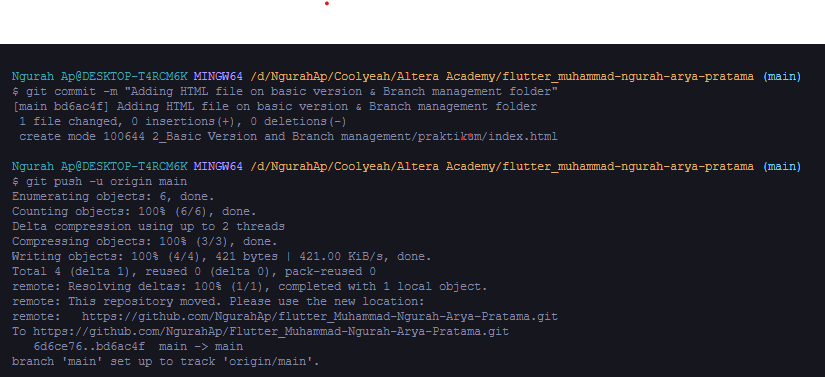 Ngurah Ap@DESKTOP-T4RCM6K MINGW64 /d/NgurahAp/Coolyeah/Altera Academy/flutter_muhammad-ngurah-arya-pratama (main)
$ git commit -m "Adding HTML file on basic version & Branch management folder"
[main bd6ac4f] Adding HTML file on basic version & Branch management folder
 1 file changed, 0 insertions(+), 0 deletions(-)
 create mode 100644 2_Basic Version and Branch management/praktikum/index.html
Ngurah Ap@DESKTOP-T4RCM6K MINGW64 /d/NgurahAp/Coolyeah/Altera Academy/flutter_muhammad-ngurah-arya-pratama (main)
$ git push -u origin main
Enumerating objects: 6, done.
Counting objects: 100% (6/6), done.
Delta compression using up to 2 threads
Compressing objects: 100% (3/3), done.
Writing objects: 100% (4/4), 421 bytes | 421.00 KiB/s, done.
Total 4 (delta 1), reused 0 (delta 0), pack-reused 0
remote: Resolving deltas: 100% (1/1), completed with 1 local object.
remote: This repository moved. Please use the new location:
remote:   https://github.com/NgurahAp/flutter_Muhammad-Ngurah-Arya-Pratama.git
To https://github.com/NgurahAp/Flutter_Muhammad-Ngurah-Arya-Pratama.git
   6d6ce76..bd6ac4f  main -> main
branch 'main' set up to track 'origin/main'.